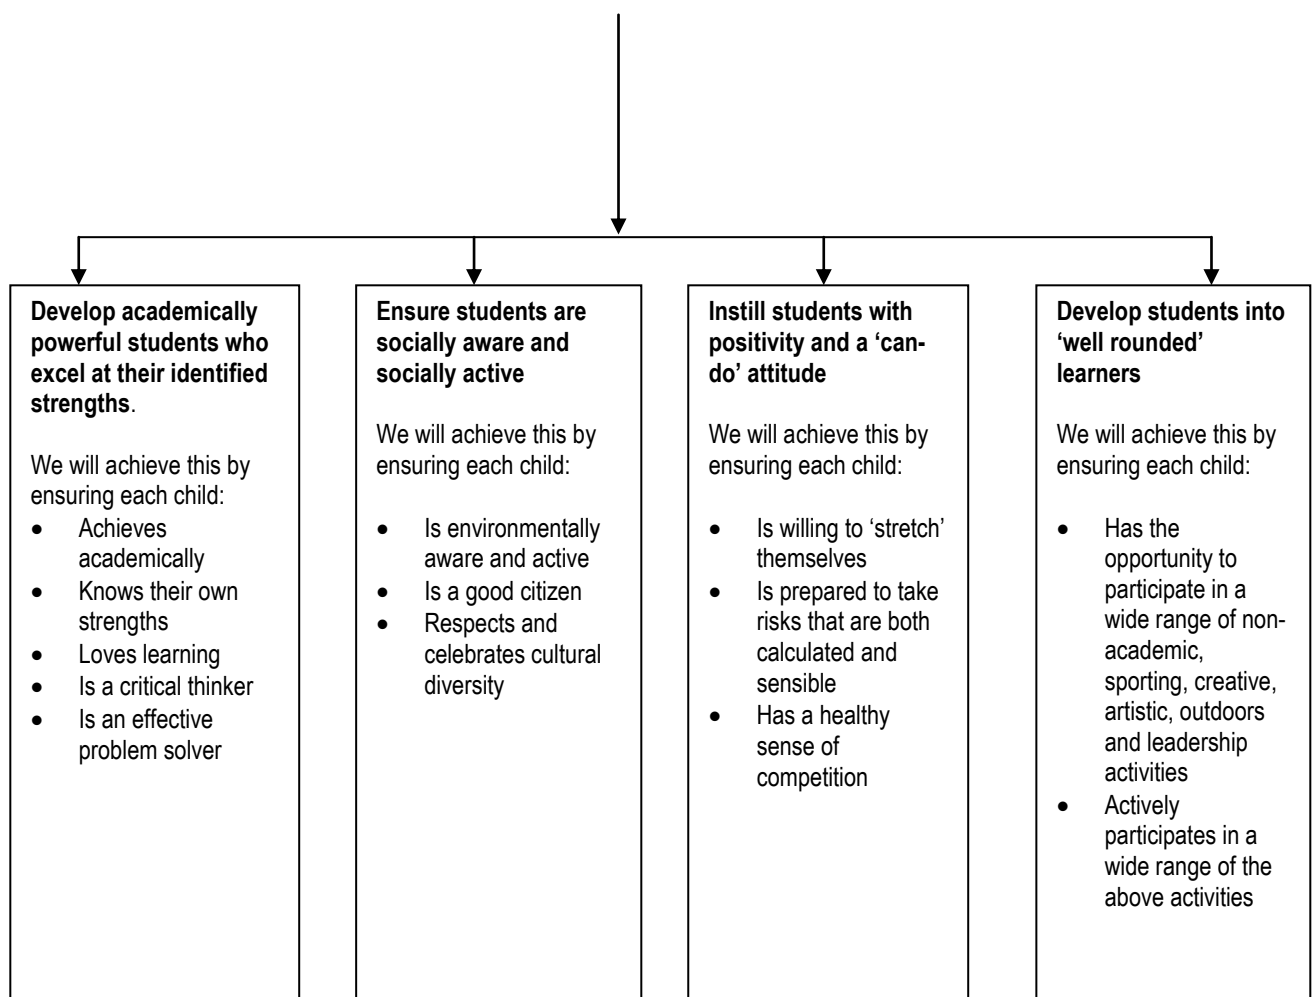 Develop academically
powerful students who
excel at their identified
strengths.
We will achieve this by
ensuring each child:
• Achieves
academically
• Knows their own
strengths
• Loves learning
• Is a critical thinker
• Is an effective
problem solver
Ensure students are
socially aware and
socially active
We will achieve this by
ensuring each child:
• Is environmentally
aware and active
• Is a good citizen
• Respects and
celebrates cultural
diversity
Instill students with
positivity and a ‘can-
do’ attitude
We will achieve this by
ensuring each child:
• Is willing to ‘stretch’
themselves
• Is prepared to take
risks that are both
calculated and
sensible
• Has a healthy
sense of
competition
Develop students into
‘well rounded’
learners
We will achieve this by
ensuring each child:
• Has the
opportunity to
participate in a
wide range of non-
academic,
sporting, creative,
artistic, outdoors
and leadership
activities
• Actively
participates in a
wide range of the
above activities